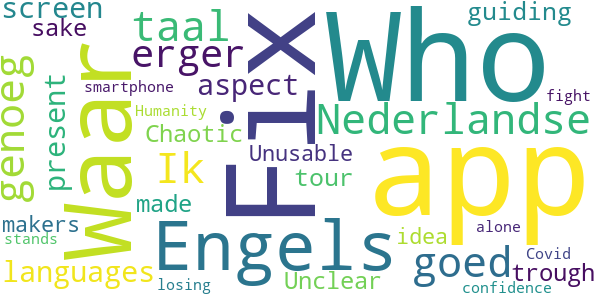 screen taal Who guiding
sake erger
Waar Fix aspect app
genoeg present smartphone fight
Humanity Nederlandse
Ik Chaotic
Unusable
made tour
makers Engels idea goed alone
stands Covid
languages Unclear trough
losing confidence